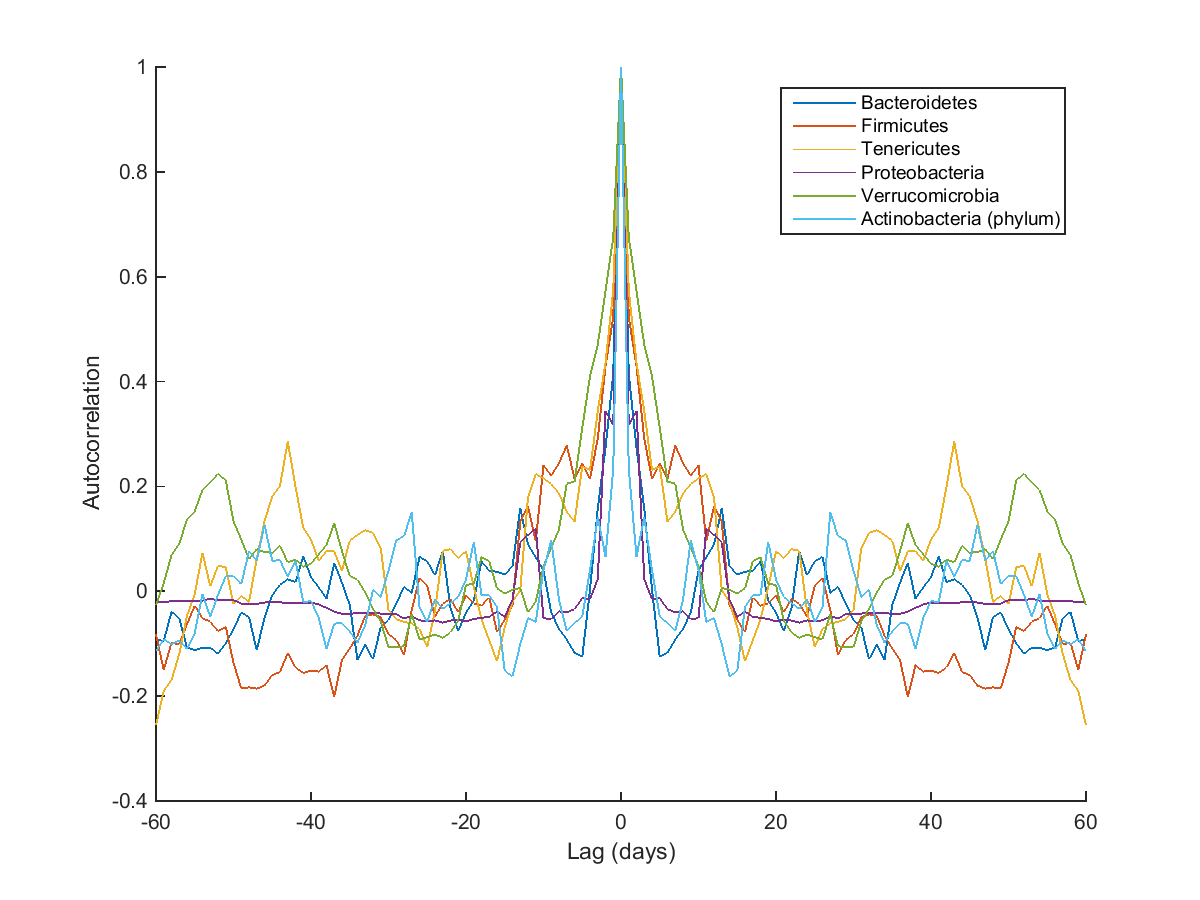 1
0.8
0.6
0.4
0.2
0
-0.2
-0.4
-60
-40
-20
0
20
40
60
Autocorrelation
Lag (days)
Bacteroidetes
Firmicutes
Tenericutes
Proteobacteria
Verrucomicrobia
Actinobacteria (phylum)